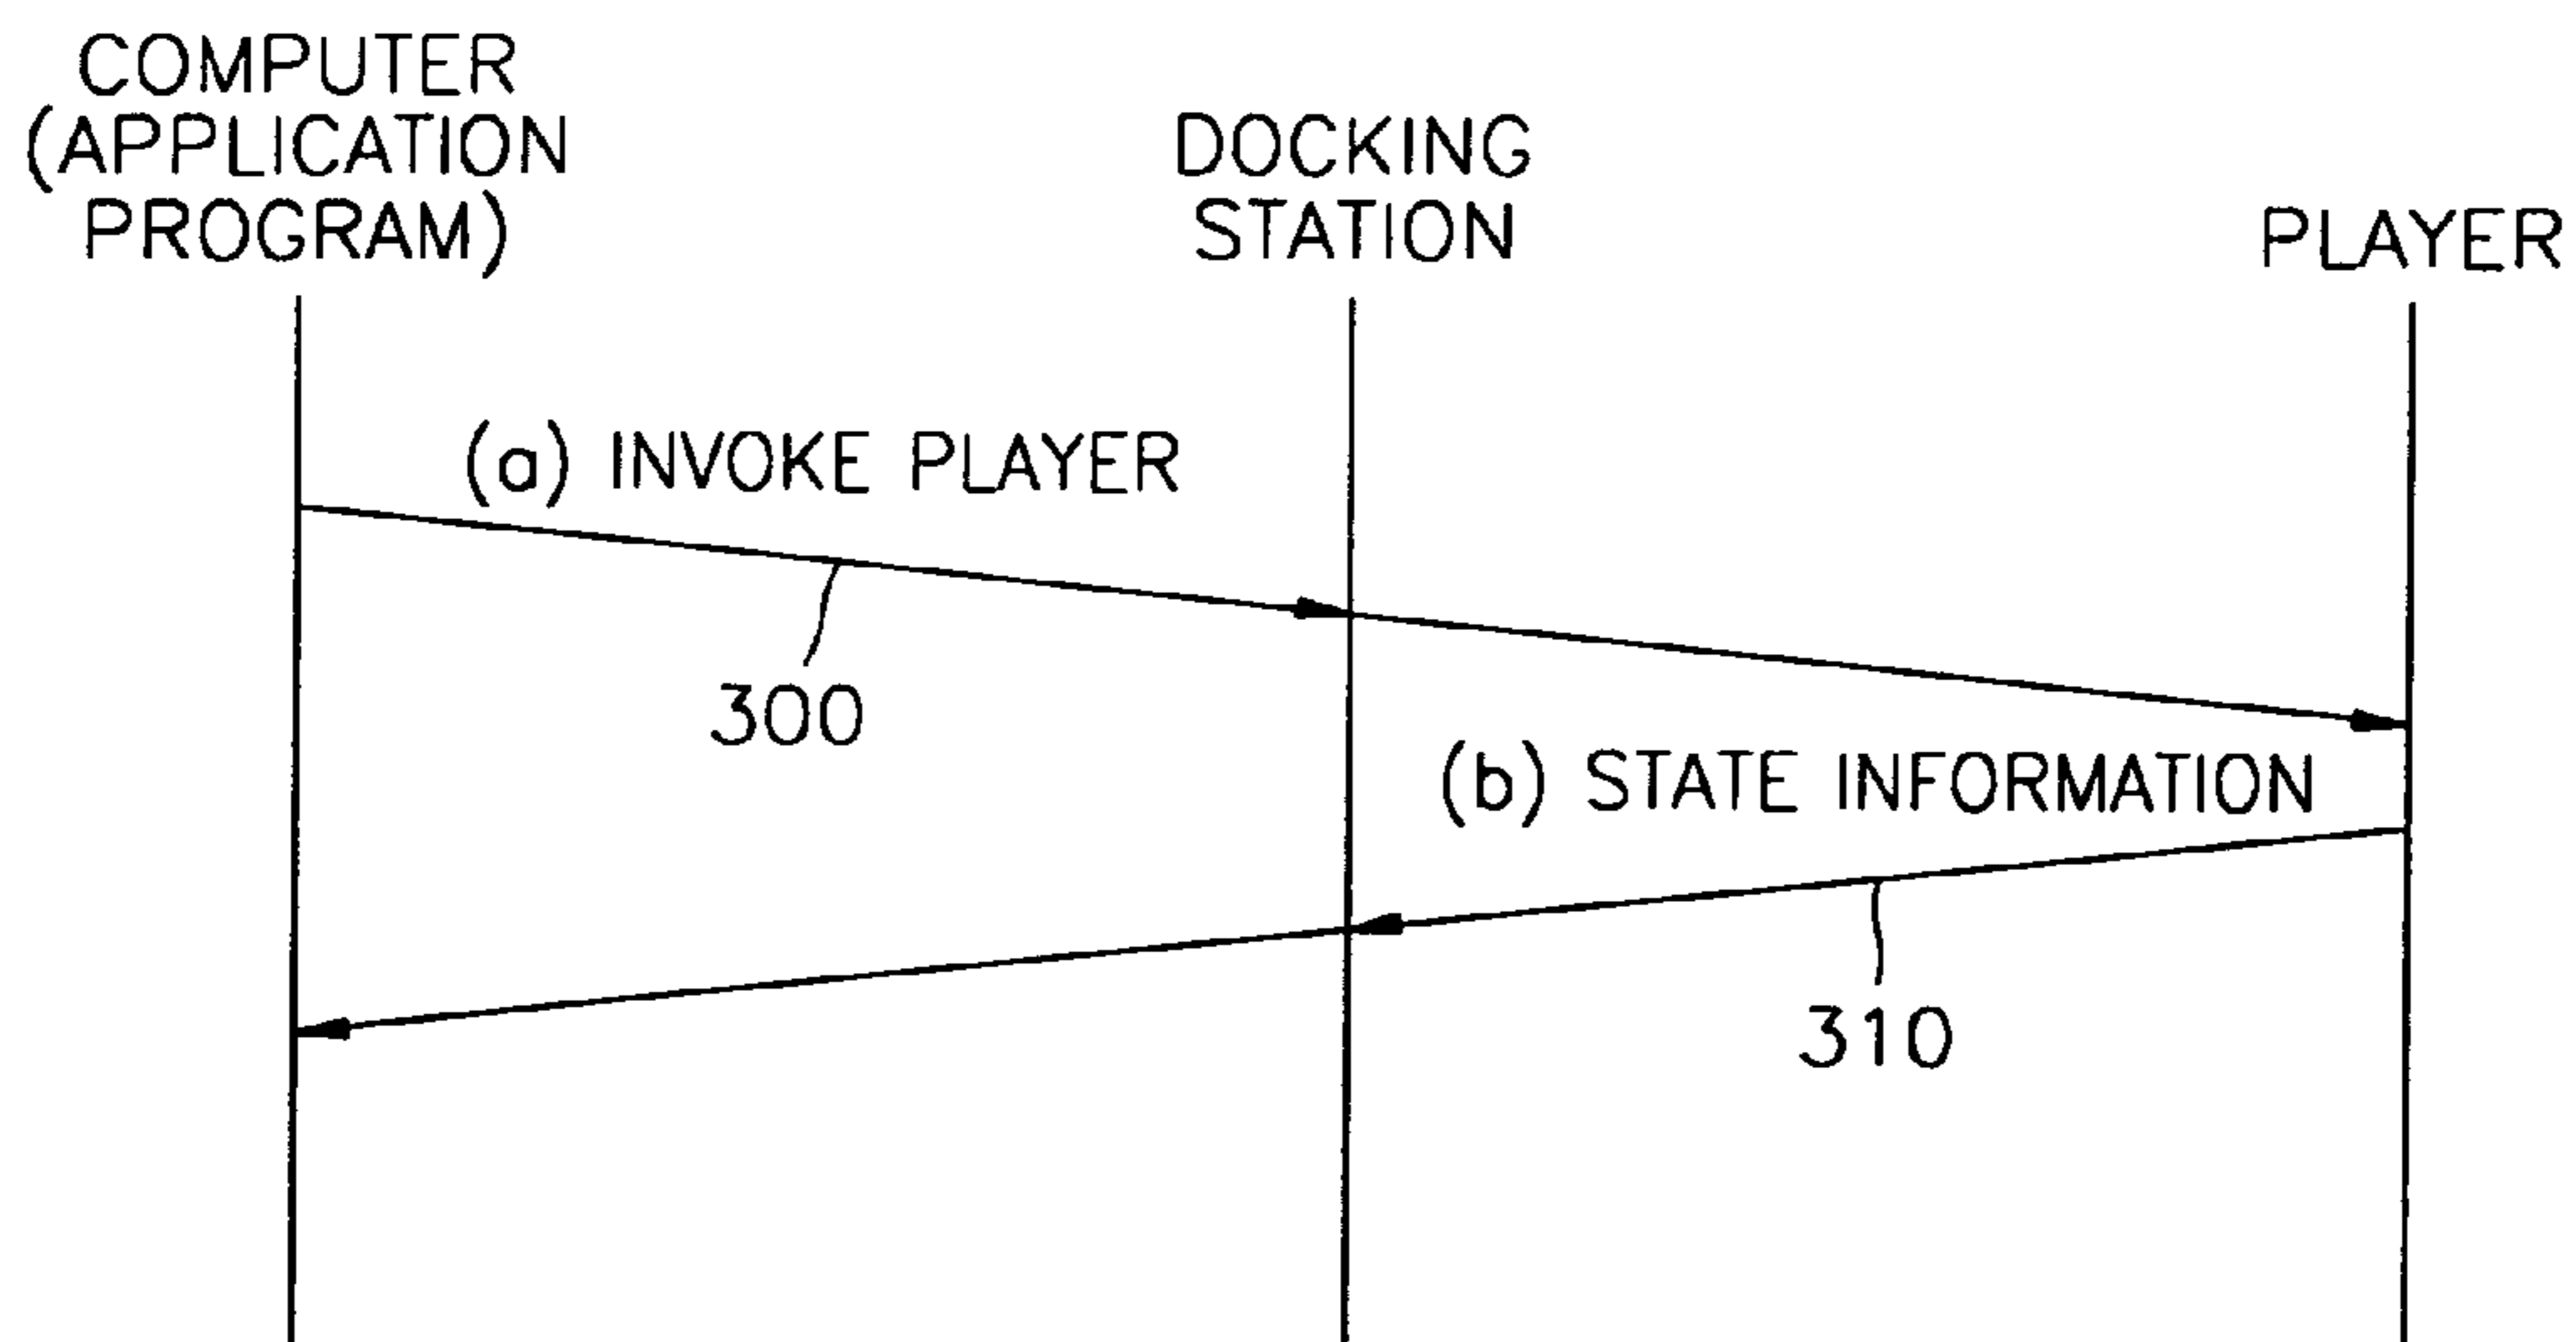 COMPUTER
(APPLICATION
PROGRAM)
DOCKING
STATION
PLAYER
(a) INVOKE PLAYER
300
(b) STATE INFORMATION
310